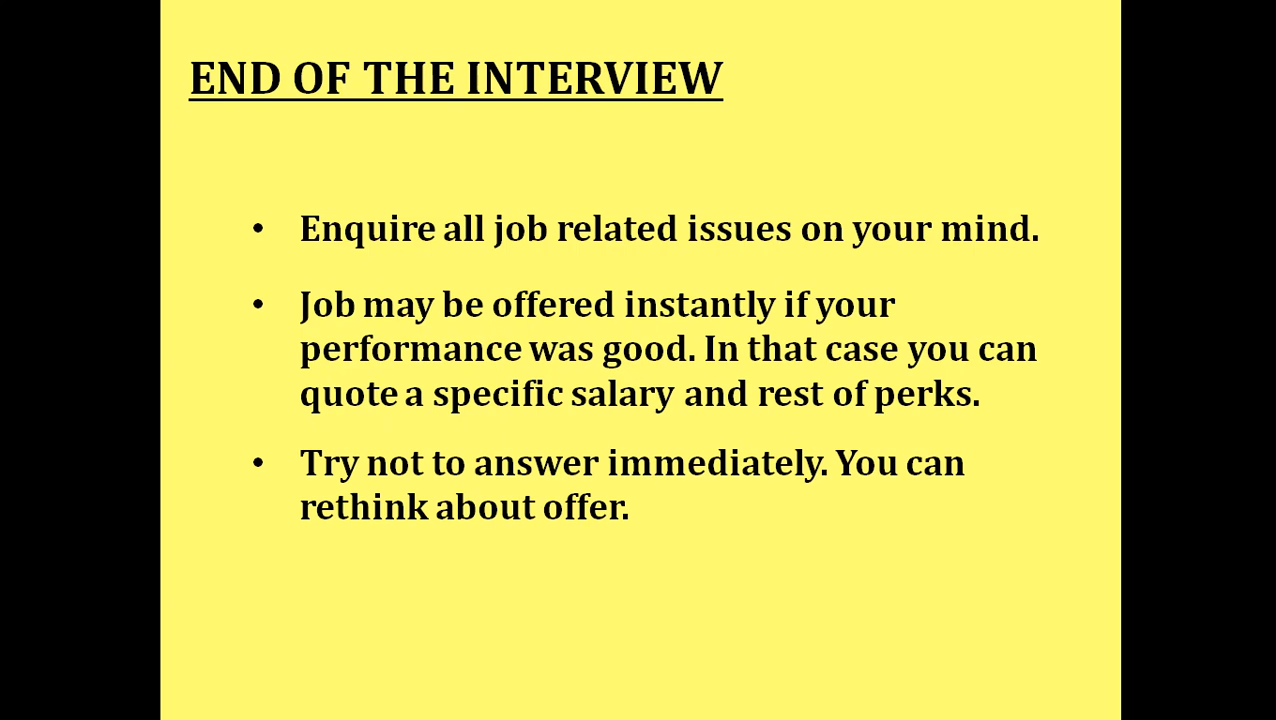 END OF THE INTERVIEW
• Enquire all job related issues on your mind.
• Job may be offered instantly if your
performance was good. In that case you can
quote a specific salary and rest of perks.
• Try not to answer immediately. You can
rethink about offer.